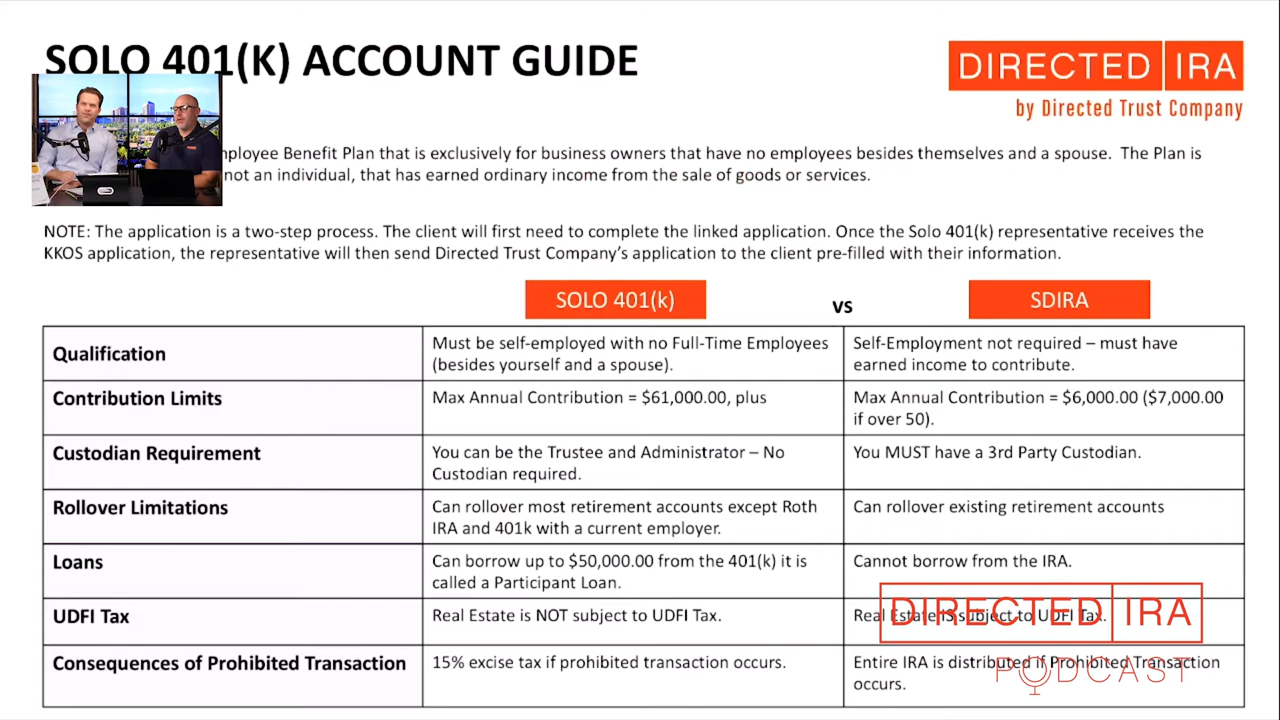 SOLO 401(K) ACCOUNT GUIDE
DIRECTED IRA
by Directed Trust Company
Employee Benefit Plan that is exclusively for business owners that have no employees besides themselves and a spouse. The Plan is
not an individual, that has earned ordinary income from the sale of goods or services.
NOTE: The application is a two-step process. The client will first need to complete the linked application. Once the Solo 401(k) representative receives the
KKOS application, the representative will then send Directed Trust Company's application to the client pre-filled with their information.
SOLO 401(k)
vs
SDIRA
Qualification
Must be self-employed with no Full-Time Employees
(besides yourself and a spouse).
Self-Employment not required – must have
earned income to contribute.
Contribution Limits
Max Annual Contribution = $61,000.00, plus
Max Annual Contribution = $6,000.00 ($7,000.00
if over 50).
Custodian Requirement
You can be the Trustee and Administrator – No
Custodian required.
You MUST have a 3rd Party Custodian.
Rollover Limitations
Can rollover most retirement accounts except Roth
IRA and 401k with a current employer.
Can rollover existing retirement accounts
Loans
Can borrow up to $50,000.00 from the 401(k) it is
called a Participant Loan.
Cannot borrow from the IRA.
UDFI Tax
Real Estate is NOT subject to UDFI Tax.
Real Estate IS subject to UDFI Tax.
Consequences of Prohibited Transaction
15% excise tax if prohibited transaction occurs.
Entire IRA is distributed if Prohibited Transaction
occurs.
DIRECTED IRA
PODCAST